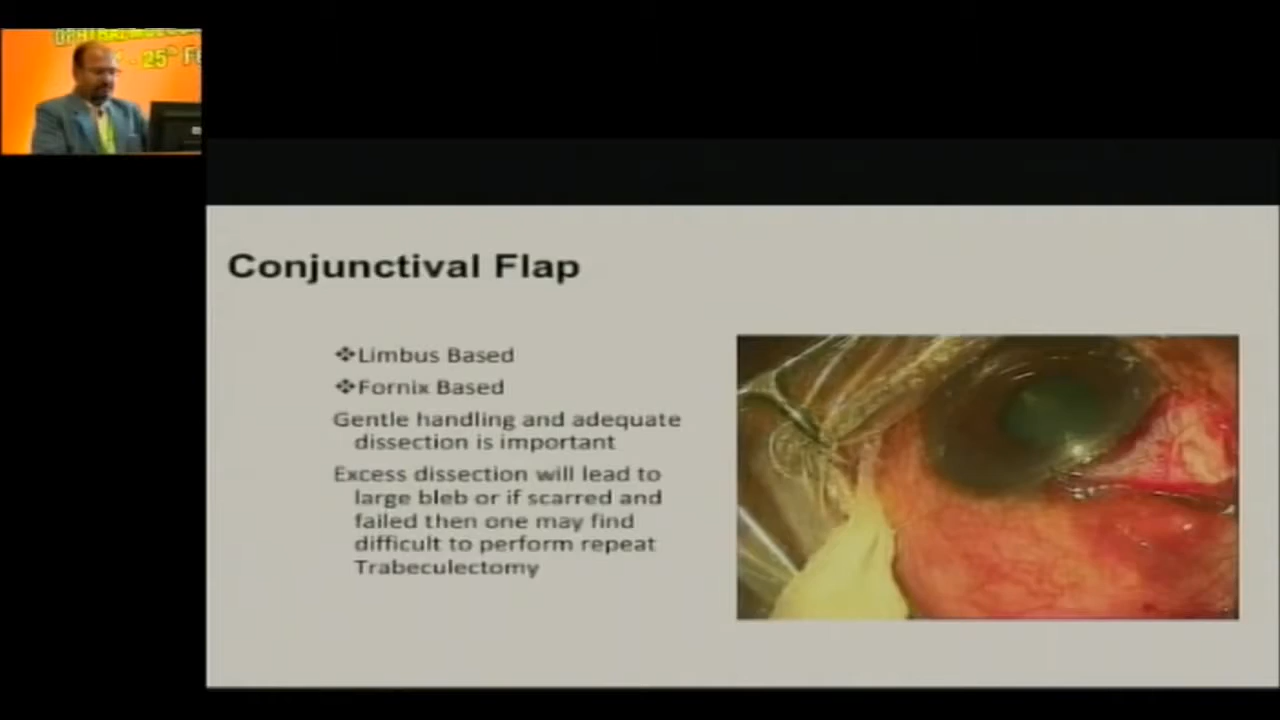 25th
Conjunctival Flap
❖Limbus Based
❖Fornix Based
Gentle handling and adequate
dissection is important
Excess dissection will lead to
large bleb or if scarred and
failed then one may find
difficult to perform repeat
Trabeculectomy